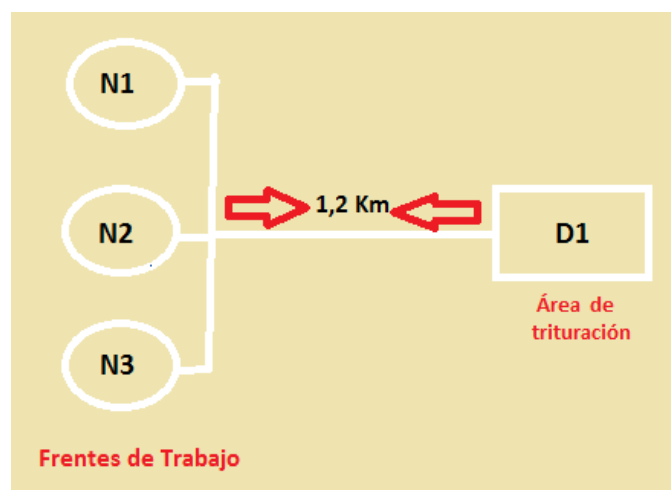 N1
1,2 Km
N2
D1
Área de
trituración
N3
Frentes de Trabajo